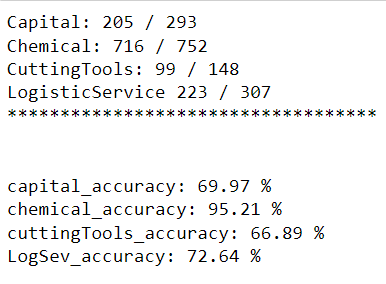 Capital: 205 / 293
Chemical: 716 / 752
CuttingTools: 99 / 148
LogisticService 223 / 307
***********************************
capital_accuracy: 69.97 %
chemical_accuracy: 95.21 %
cuttingTools_accuracy: 66.89 %
LogSev_accuracy: 72.64 %